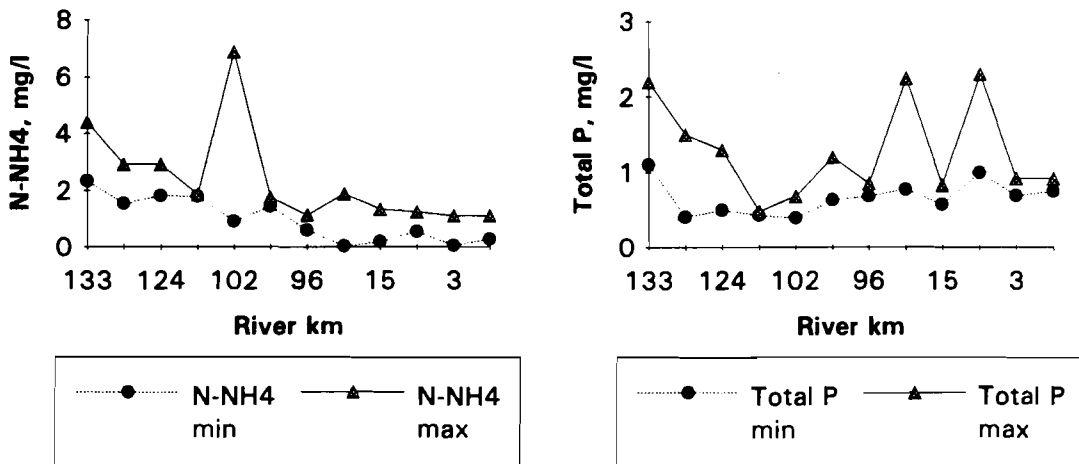 N-NH4, mg/l
8
6
4
2
0
133 124 102 96 15 3
River km
N-NH4 min
N-NH4 max
Total P, mg/l
3
2
1
0
133 124 102 96 15 3
River km
Total P min
Total P max